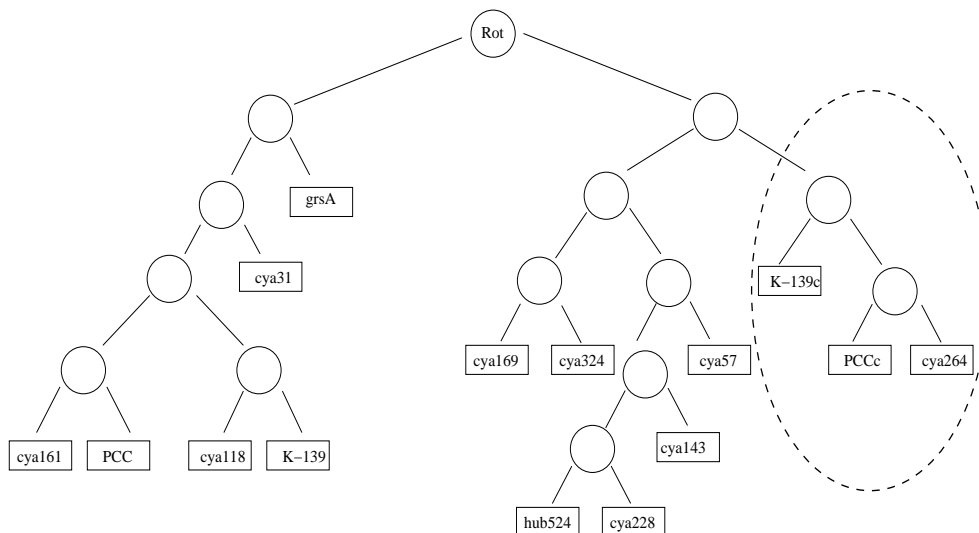 Rot
grsA
cya31
K−139c
cya169
cya324
cya57
PCCc
cya264
cya161
PCC
cya118
K−139
cya143
hub524
cya228